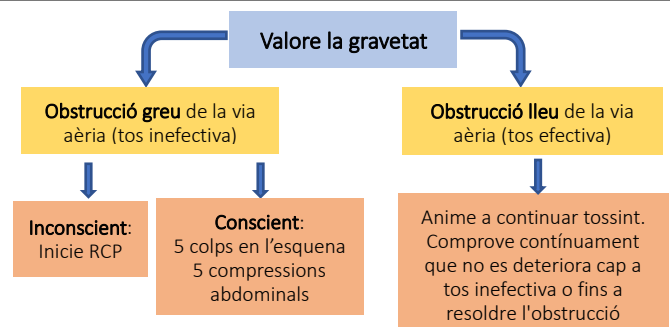 Valore la gravetat
Obstrucció greu de la via
aèria (tos inefectiva)
Obstrucció lleu de la via
aèria (tos efectiva)
Inconscient:
Inicie RCP
Conscient:
5 colps en l’esquena
5 compressions
abdominals
Anime a continuar tossint.
Comprove contínuament
que no es deteriora cap a
tos inefectiva o fins a
resoldre l'obstrucció